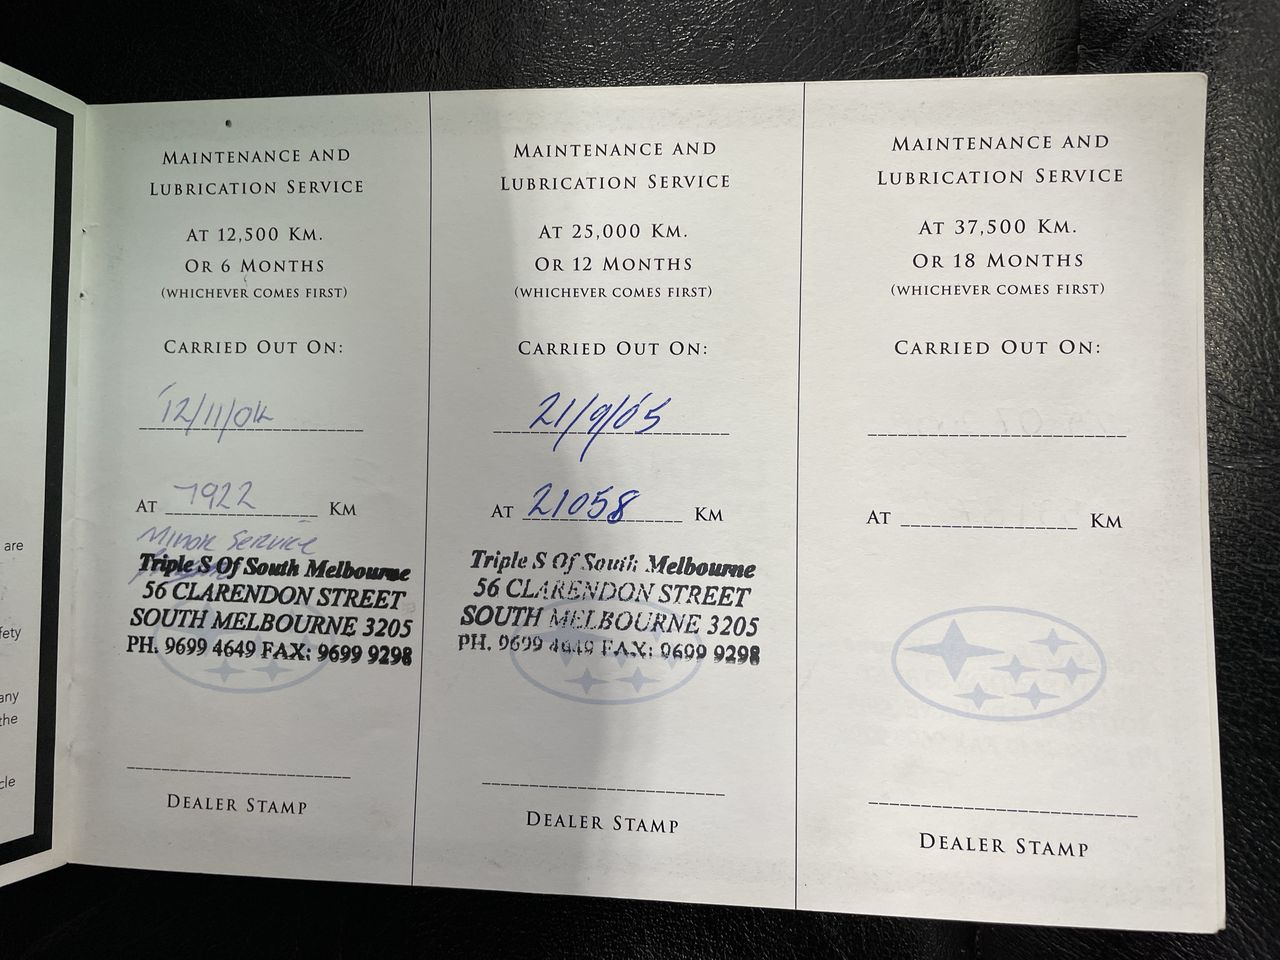 are
fety
any
the
cle
MAINTENANCE AND
LUBRICATION SERVICE
AT 12,500 KM.
OR 6 MONTHS
(WHICHEVER COMES FIRST)
CARRIED OUT ON:
12/11/04
AT 7922 KM
Minor Service
Triple S Of South Melbourne
56 CLARENDON STREET
SOUTH MELBOURNE 3205
PH. 9699 4649 FAX: 9699 9298
DEALER STAMP
MAINTENANCE AND
LUBRICATION SERVICE
AT 25,000 KM.
OR 12 MONTHS
(WHICHEVER COMES FIRST)
CARRIED OUT ON:
21/9/05
AT 21058 KM
Triple S Of South Melbourne
56 CLARENDON STREET
SOUTH MELBOURNE 3205
PH. 9699 4649 FAX: 9699 9298
DEALER STAMP
MAINTENANCE AND
LUBRICATION SERVICE
AT 37,500 KM.
OR 18 MONTHS
(WHICHEVER COMES FIRST)
CARRIED OUT ON:
AT KM
DEALER STAMP